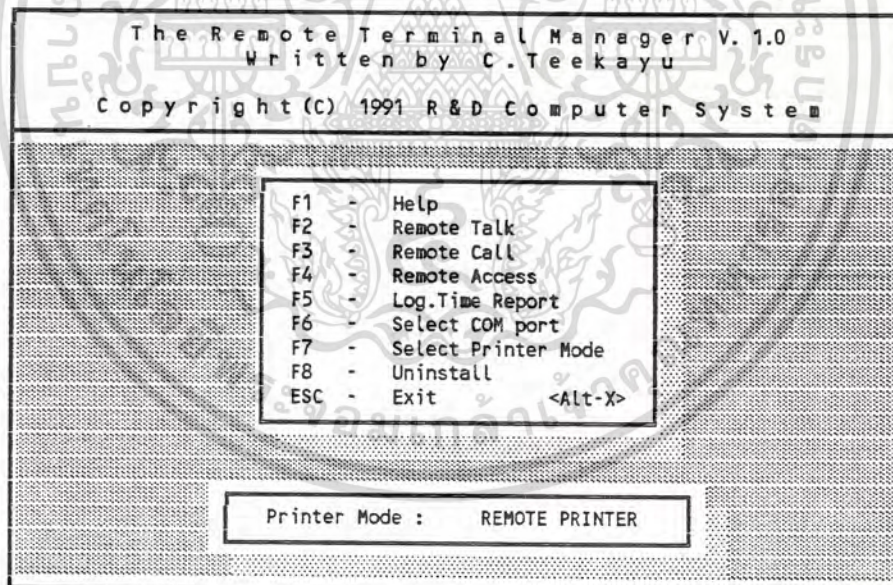 The Remote Terminal Manager V. 1.0
Written by C.Teekayu
Copyright(C) 1991 R&D Computer System
F1 - Help
F2 - Remote Talk
F3 - Remote Call
F4 - Remote Access
F5 - Log.Time Report
F6 - Select COM port
F7 - Select Printer Mode
F8 - Uninstall
ESC - Exit <Alt-X>
Printer Mode : REMOTE PRINTER